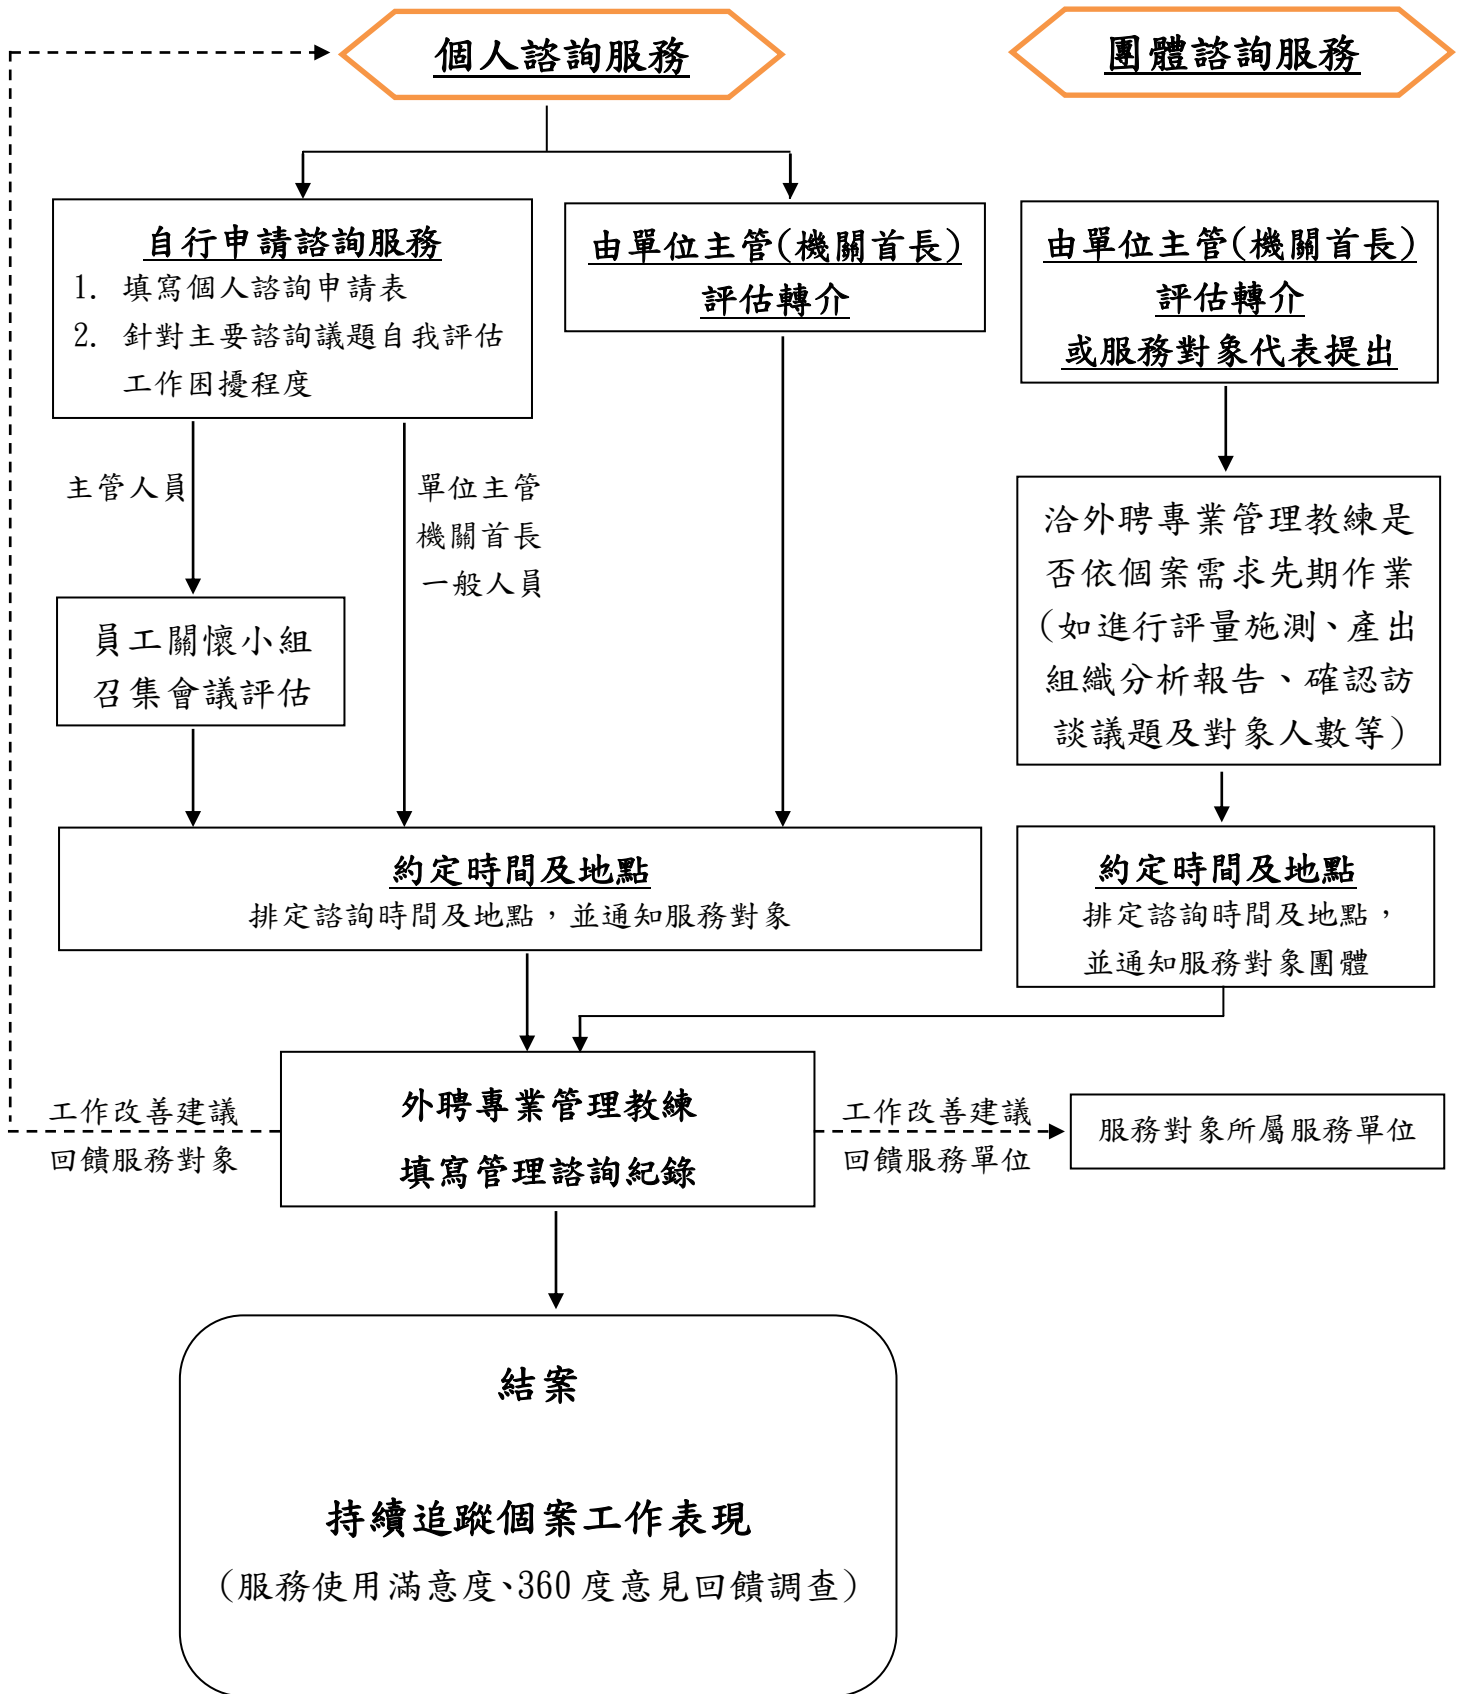 個人諮詢服務
團體諮詢服務
自行申請諮詢服務
1. 填寫個人諮詢申請表
2. 針對主要諮詢議題自我評估
工作困擾程度
由單位主管(機關首長)
評估轉介
由單位主管(機關首長)
評估轉介
或服務對象代表提出
主管人員
單位主管
機關首長
一般人員
洽外聘專業管理教練是
否依個案需求先期作業
(如進行評量施測、產出
組織分析報告、確認訪
談議題及對象人數等)
員工關懷小組
召集會議評估
約定時間及地點
排定諮詢時間及地點，並通知服務對象
約定時間及地點
排定諮詢時間及地點，
並通知服務對象團體
工作改善建議
回饋服務對象
外聘專業管理教練
填寫管理諮詢紀錄
工作改善建議
回饋服務單位
服務對象所屬服務單位
結案
持續追蹤個案工作表現
(服務使用滿意度、360度意見回饋調查)